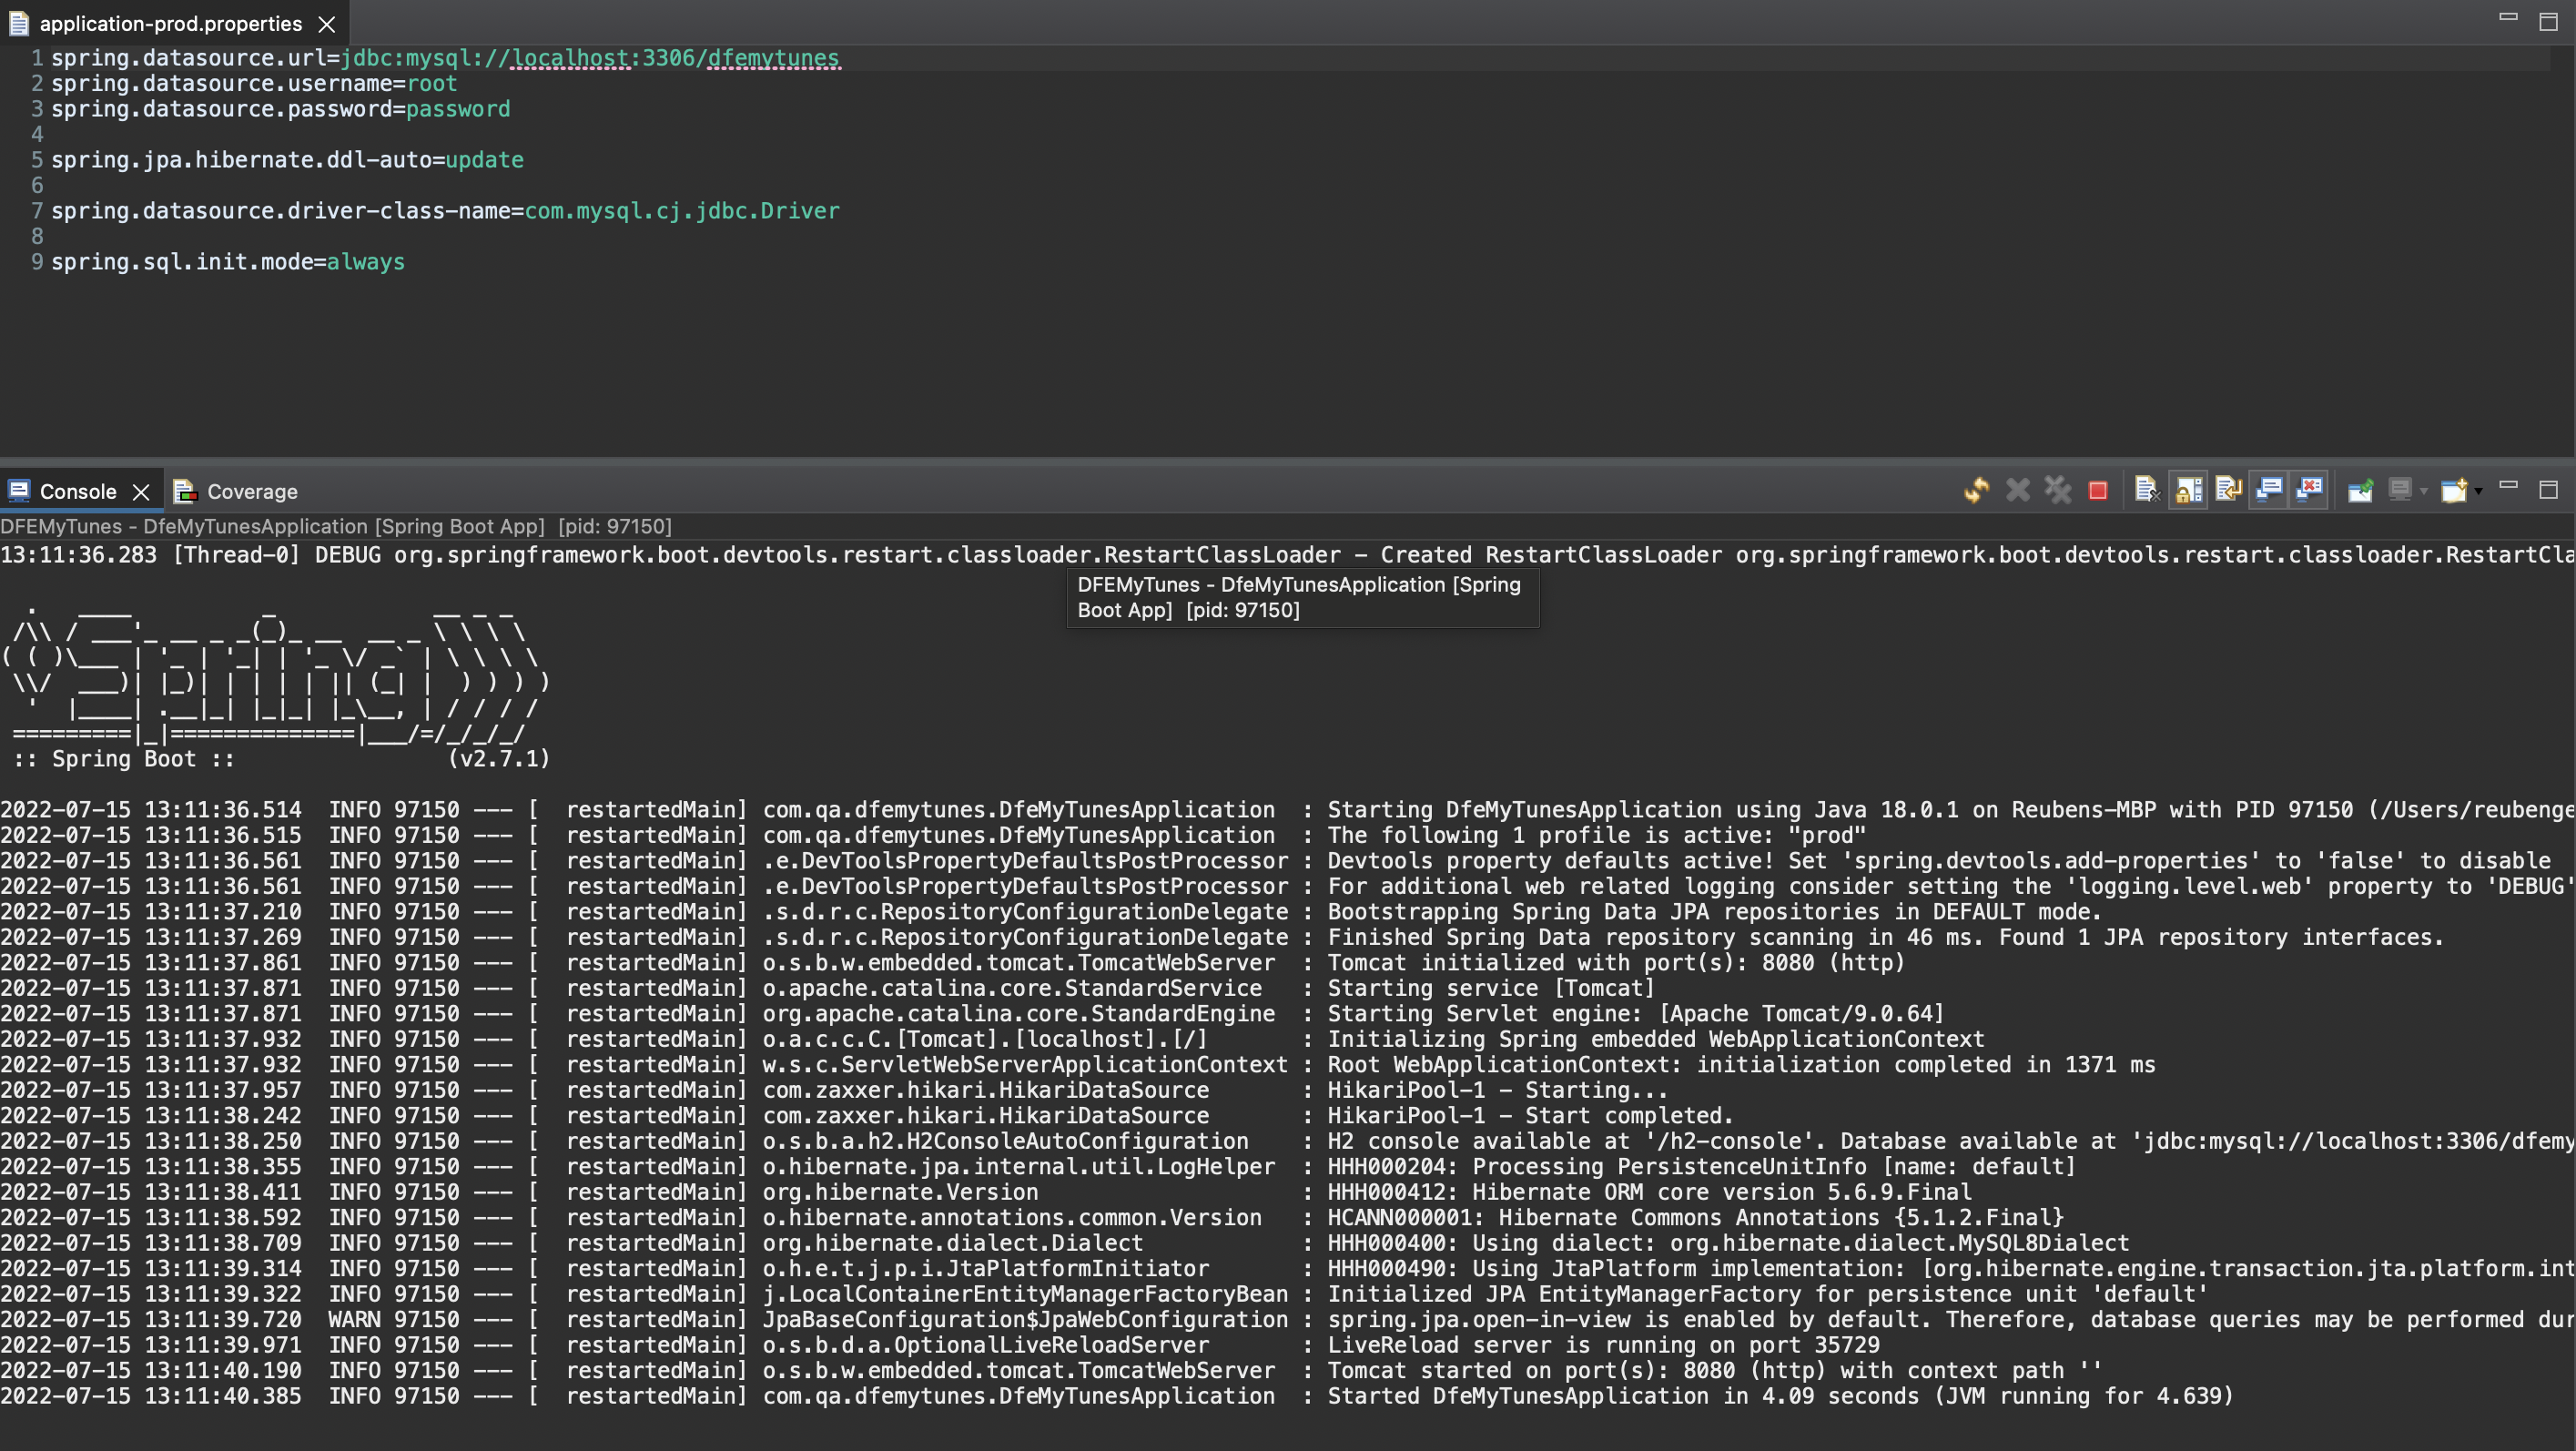 application-prod.properties
1 spring.datasource.url=jdbc:mysql://localhost:3306/dfemytunes
2 spring.datasource.username=root
3 spring.datasource.password=password
4
5 spring.jpa.hibernate.ddl-auto=update
6
7 spring.datasource.driver-class-name=com.mysql.cj.jdbc.Driver
8
9 spring.sql.init.mode=always
Console Coverage
DFEMyTunes - DfeMyTunesApplication [Spring Boot App] [pid: 97150]
13:11:36.283 [Thread-0] DEBUG org.springframework.boot.devtools.restart.classloader.RestartClassLoader - Created RestartClassLoader org.springframework.boot.devtools.restart.classloader.RestartCla
DFEMyTunes - DfeMyTunesApplication [Spring
Boot App] [pid: 97150]
  .   ____          _            __ _ _
 /\\ / ___'_ __ _ _(_)_ __  __ _ \ \ \ \
( ( )\___ | '_ | '_| | '_ \/ _` | \ \ \ \
 \\/  ___)| |_)| | | | | || (_| |  ) ) ) )
  '  |____| .__|_| |_|_| |_\__, | / / / /
 =========|_|==============|___/=/_/_/_/
 :: Spring Boot ::                (v2.7.1)
2022-07-15 13:11:36.514  INFO 97150 --- [  restartedMain] com.qa.dfemytunes.DfeMyTunesApplication  : Starting DfeMyTunesApplication using Java 18.0.1 on Reubens-MBP with PID 97150 (/Users/reubenge
2022-07-15 13:11:36.515  INFO 97150 --- [  restartedMain] com.qa.dfemytunes.DfeMyTunesApplication  : The following 1 profile is active: "prod"
2022-07-15 13:11:36.561  INFO 97150 --- [  restartedMain] .e.DevToolsPropertyDefaultsPostProcessor : Devtools property defaults active! Set 'spring.devtools.add-properties' to 'false' to disable
2022-07-15 13:11:36.561  INFO 97150 --- [  restartedMain] .e.DevToolsPropertyDefaultsPostProcessor : For additional web related logging consider setting the 'logging.level.web' property to 'DEBUG'
2022-07-15 13:11:37.210  INFO 97150 --- [  restartedMain] .s.d.r.c.RepositoryConfigurationDelegate : Bootstrapping Spring Data JPA repositories in DEFAULT mode.
2022-07-15 13:11:37.269  INFO 97150 --- [  restartedMain] .s.d.r.c.RepositoryConfigurationDelegate : Finished Spring Data repository scanning in 46 ms. Found 1 JPA repository interfaces.
2022-07-15 13:11:37.861  INFO 97150 --- [  restartedMain] o.s.b.w.embedded.tomcat.TomcatWebServer  : Tomcat initialized with port(s): 8080 (http)
2022-07-15 13:11:37.871  INFO 97150 --- [  restartedMain] o.apache.catalina.core.StandardService   : Starting service [Tomcat]
2022-07-15 13:11:37.871  INFO 97150 --- [  restartedMain] org.apache.catalina.core.StandardEngine  : Starting Servlet engine: [Apache Tomcat/9.0.64]
2022-07-15 13:11:37.932  INFO 97150 --- [  restartedMain] o.a.c.c.C.[Tomcat].[localhost].[/]       : Initializing Spring embedded WebApplicationContext
2022-07-15 13:11:37.932  INFO 97150 --- [  restartedMain] w.s.c.ServletWebServerApplicationContext : Root WebApplicationContext: initialization completed in 1371 ms
2022-07-15 13:11:37.957  INFO 97150 --- [  restartedMain] com.zaxxer.hikari.HikariDataSource       : HikariPool-1 - Starting...
2022-07-15 13:11:38.242  INFO 97150 --- [  restartedMain] com.zaxxer.hikari.HikariDataSource       : HikariPool-1 - Start completed.
2022-07-15 13:11:38.250  INFO 97150 --- [  restartedMain] o.s.b.a.h2.H2ConsoleAutoConfiguration    : H2 console available at '/h2-console'. Database available at 'jdbc:mysql://localhost:3306/dfemy
2022-07-15 13:11:38.355  INFO 97150 --- [  restartedMain] o.hibernate.jpa.internal.util.LogHelper  : HHH000204: Processing PersistenceUnitInfo [name: default]
2022-07-15 13:11:38.411  INFO 97150 --- [  restartedMain] org.hibernate.Version                    : HHH000412: Hibernate ORM core version 5.6.9.Final
2022-07-15 13:11:38.592  INFO 97150 --- [  restartedMain] o.hibernate.annotations.common.Version   : HCANN000001: Hibernate Commons Annotations {5.1.2.Final}
2022-07-15 13:11:38.709  INFO 97150 --- [  restartedMain] org.hibernate.dialect.Dialect            : HHH000400: Using dialect: org.hibernate.dialect.MySQL8Dialect
2022-07-15 13:11:39.314  INFO 97150 --- [  restartedMain] o.h.e.t.j.p.i.JtaPlatformInitiator       : HHH000490: Using JtaPlatform implementation: [org.hibernate.engine.transaction.jta.platform.int
2022-07-15 13:11:39.322  INFO 97150 --- [  restartedMain] j.LocalContainerEntityManagerFactoryBean : Initialized JPA EntityManagerFactory for persistence unit 'default'
2022-07-15 13:11:39.720  WARN 97150 --- [  restartedMain] JpaBaseConfiguration$JpaWebConfiguration : spring.jpa.open-in-view is enabled by default. Therefore, database queries may be performed dur
2022-07-15 13:11:39.971  INFO 97150 --- [  restartedMain] o.s.b.d.a.OptionalLiveReloadServer       : LiveReload server is running on port 35729
2022-07-15 13:11:40.190  INFO 97150 --- [  restartedMain] o.s.b.w.embedded.tomcat.TomcatWebServer  : Tomcat started on port(s): 8080 (http) with context path ''
2022-07-15 13:11:40.385  INFO 97150 --- [  restartedMain] com.qa.dfemytunes.DfeMyTunesApplication  : Started DfeMyTunesApplication in 4.09 seconds (JVM running for 4.639)